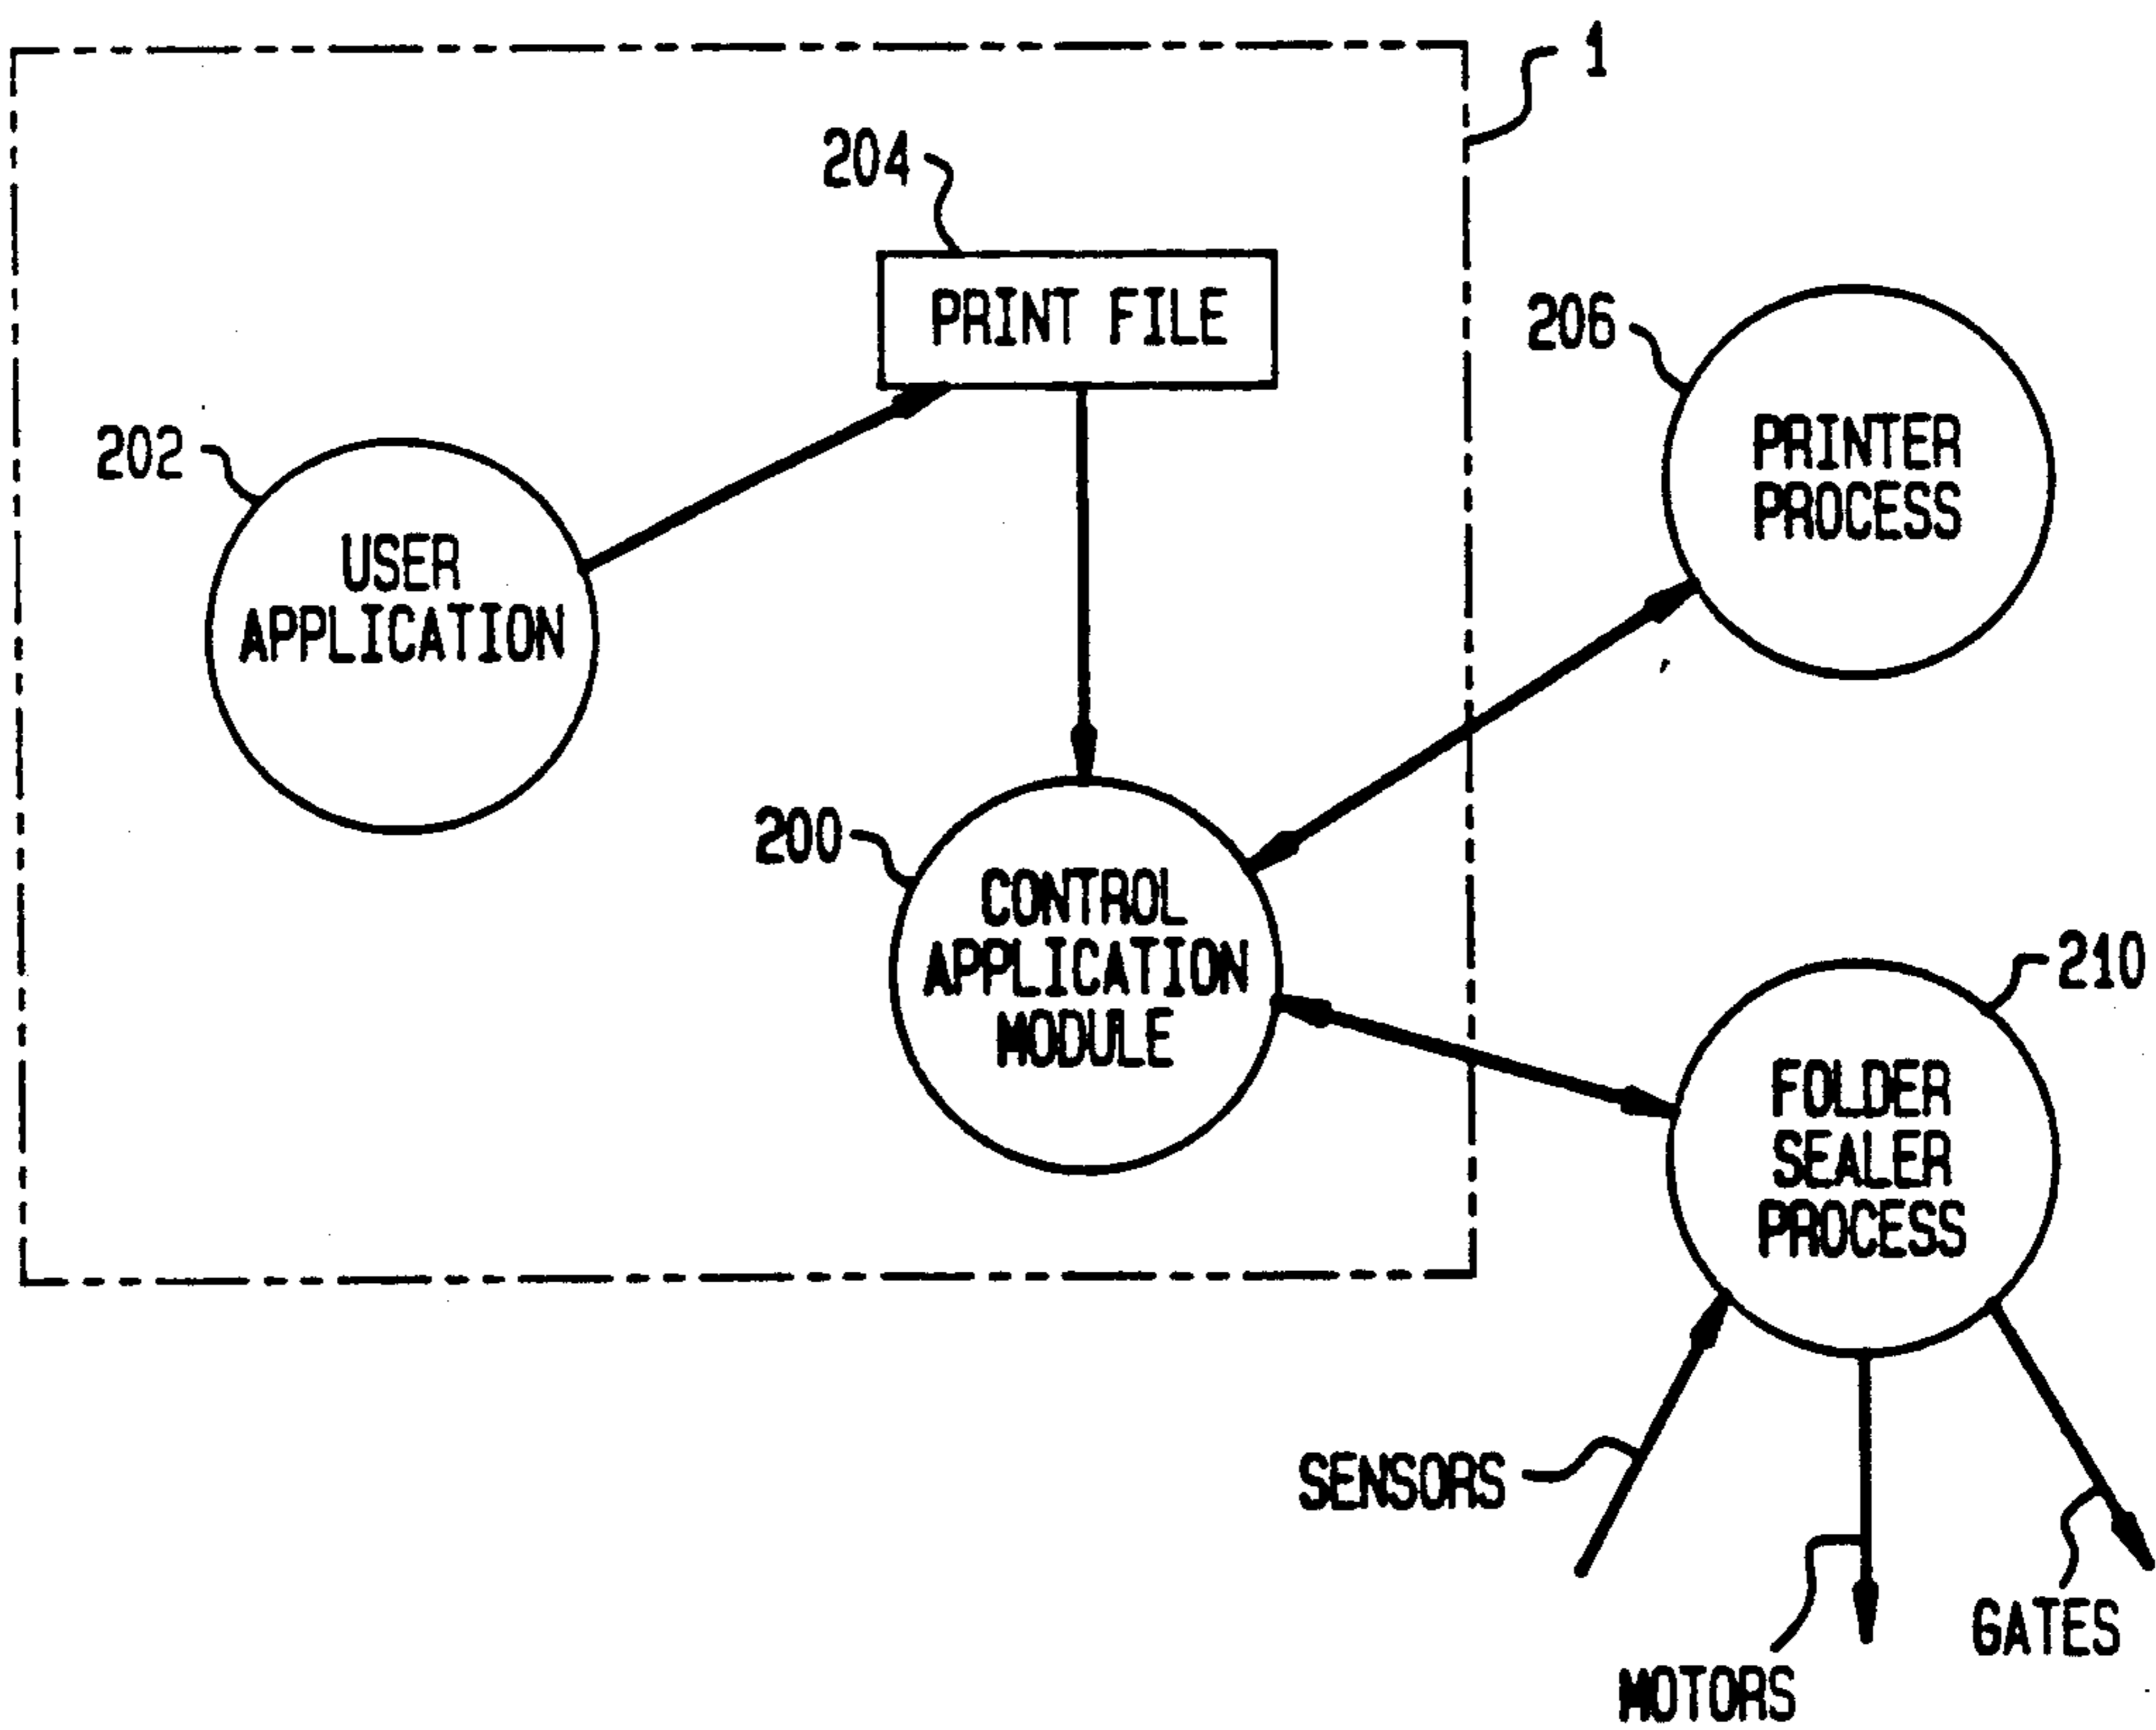 1
204
PRINT FILE
206
PRINTER
PROCESS
202
USER
APPLICATION
200
CONTROL
APPLICATION
MODULE
210
FOLDER
SEALER
PROCESS
SENSORS
MOTORS
GATES